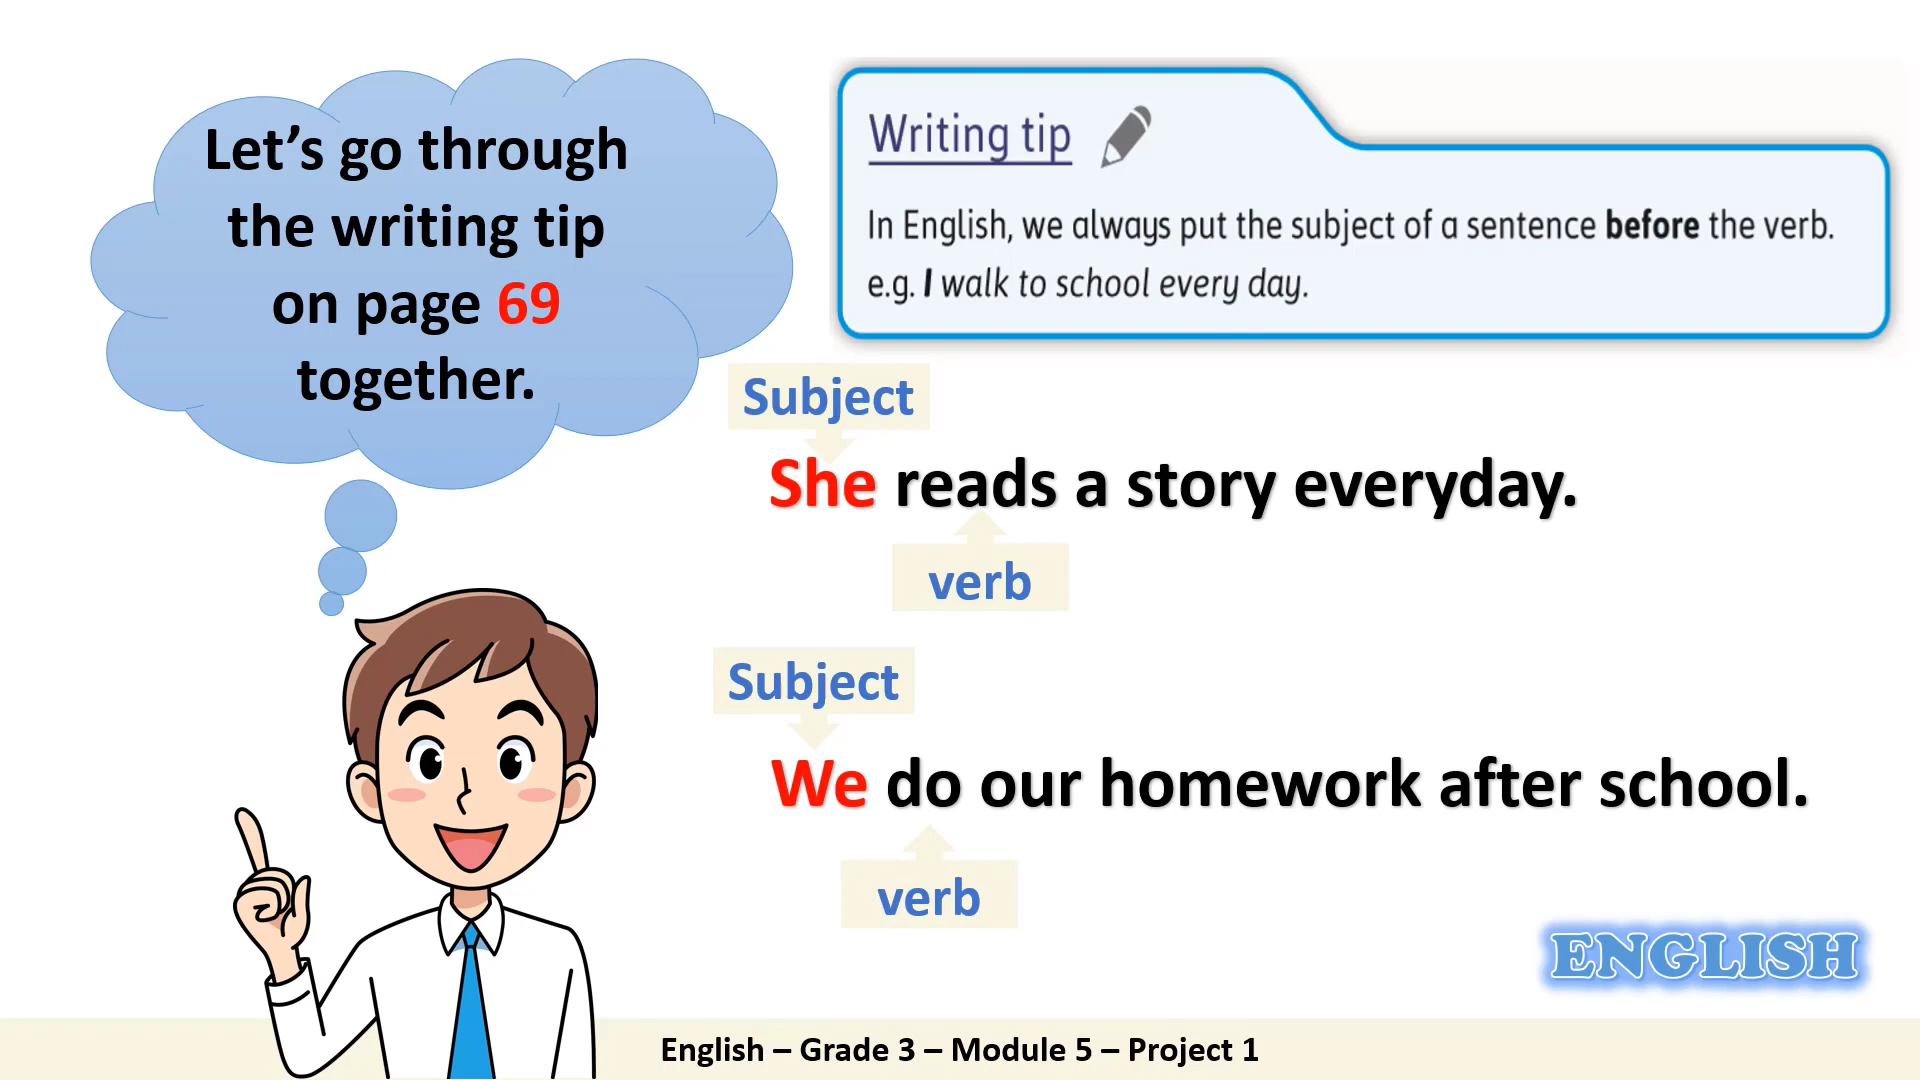 Let’s go through
the writing tip
on page 69
together.
Writing tip
In English, we always put the subject of a sentence before the verb.
e.g. I walk to school every day.
Subject
She reads a story everyday.
verb
Subject
We do our homework after school.
verb
ENGLISH
English – Grade 3 – Module 5 – Project 1